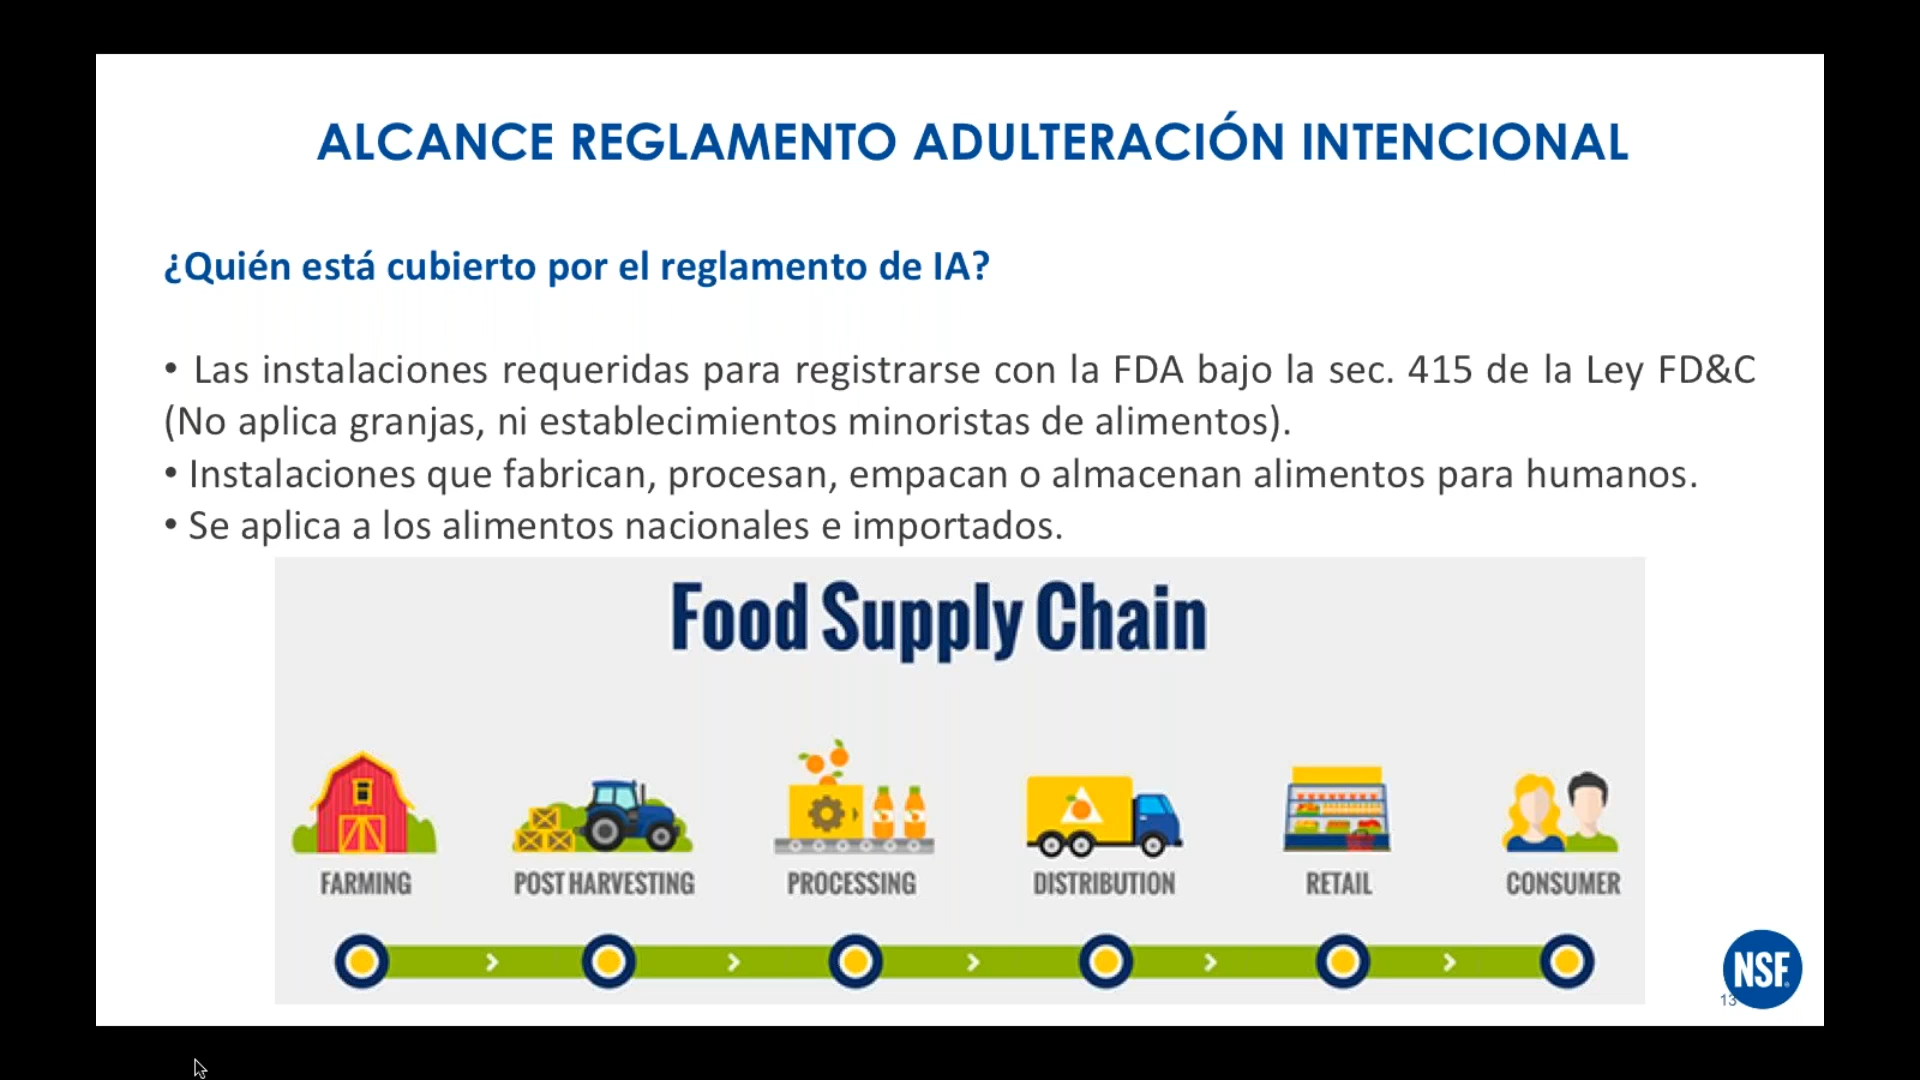 ALCANCE REGLAMENTO ADULTERACIÓN INTENCIONAL
¿Quién está cubierto por el reglamento de IA?
• Las instalaciones requeridas para registrarse con la FDA bajo la sec. 415 de la Ley FD&C
(No aplica granjas, ni establecimientos minoristas de alimentos).
• Instalaciones que fabrican, procesan, empacan o almacenan alimentos para humanos.
• Se aplica a los alimentos nacionales e importados.
Food Supply Chain
FARMING
POST HARVESTING
PROCESSING
DISTRIBUTION
RETAIL
CONSUMER
NSF
13